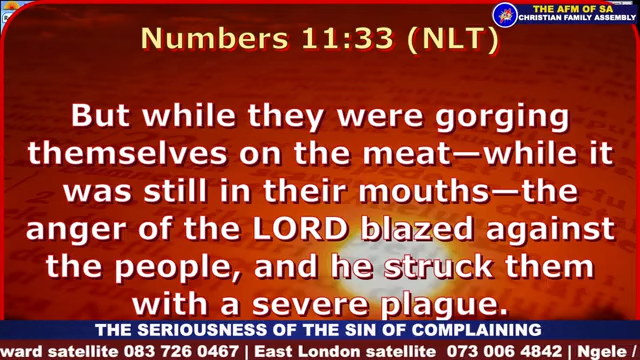 THE AFM OF SA
CHRISTIAN FAMILY ASSEMBLY
Numbers 11:33 (NLT)
But while they were gorging
themselves on the meat—while it
was still in their mouths—the
anger of the LORD blazed against
the people, and he struck them
with a severe plague.
THE SERIOUSNESS OF THE SIN OF COMPLAINING
ward satellite 083 726 0467 | East London satellite 073 006 4842 | Ngele /